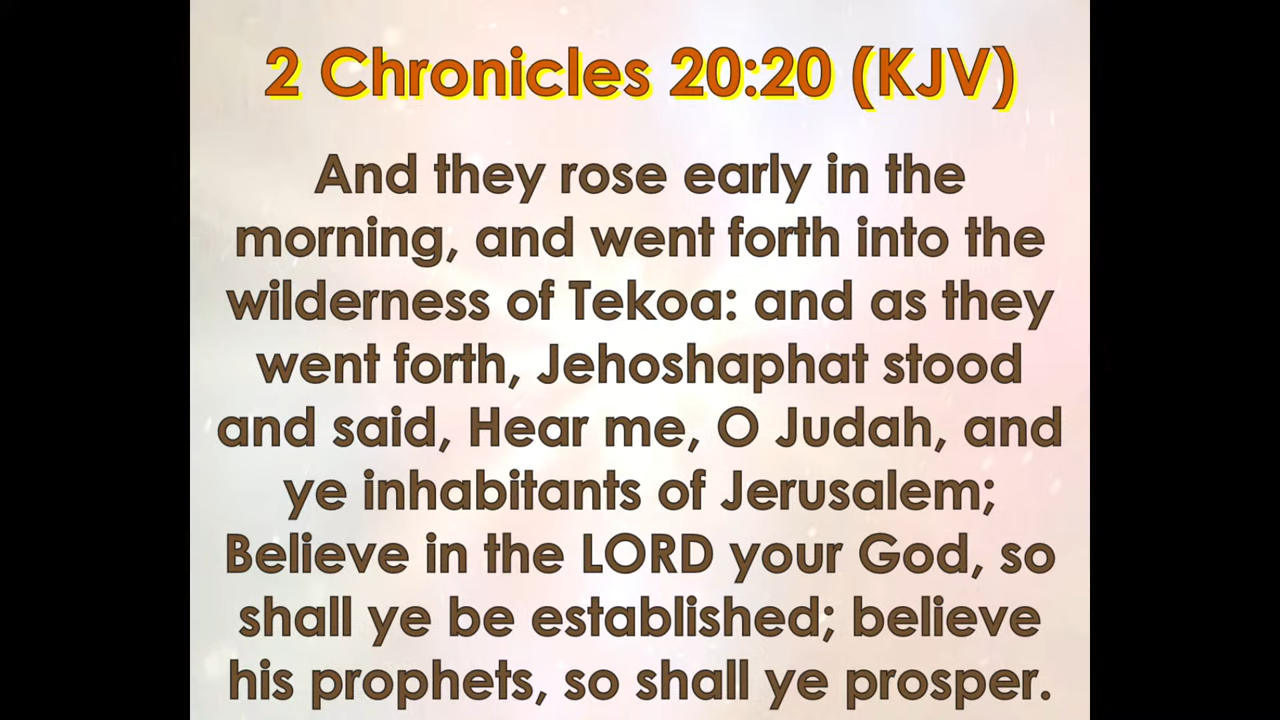 2 Chronicles 20:20 (KJV)
And they rose early in the
morning, and went forth into the
wilderness of Tekoa: and as they
went forth, Jehoshaphat stood
and said, Hear me, O Judah, and
ye inhabitants of Jerusalem;
Believe in the LORD your God, so
shall ye be established; believe
his prophets, so shall ye prosper.